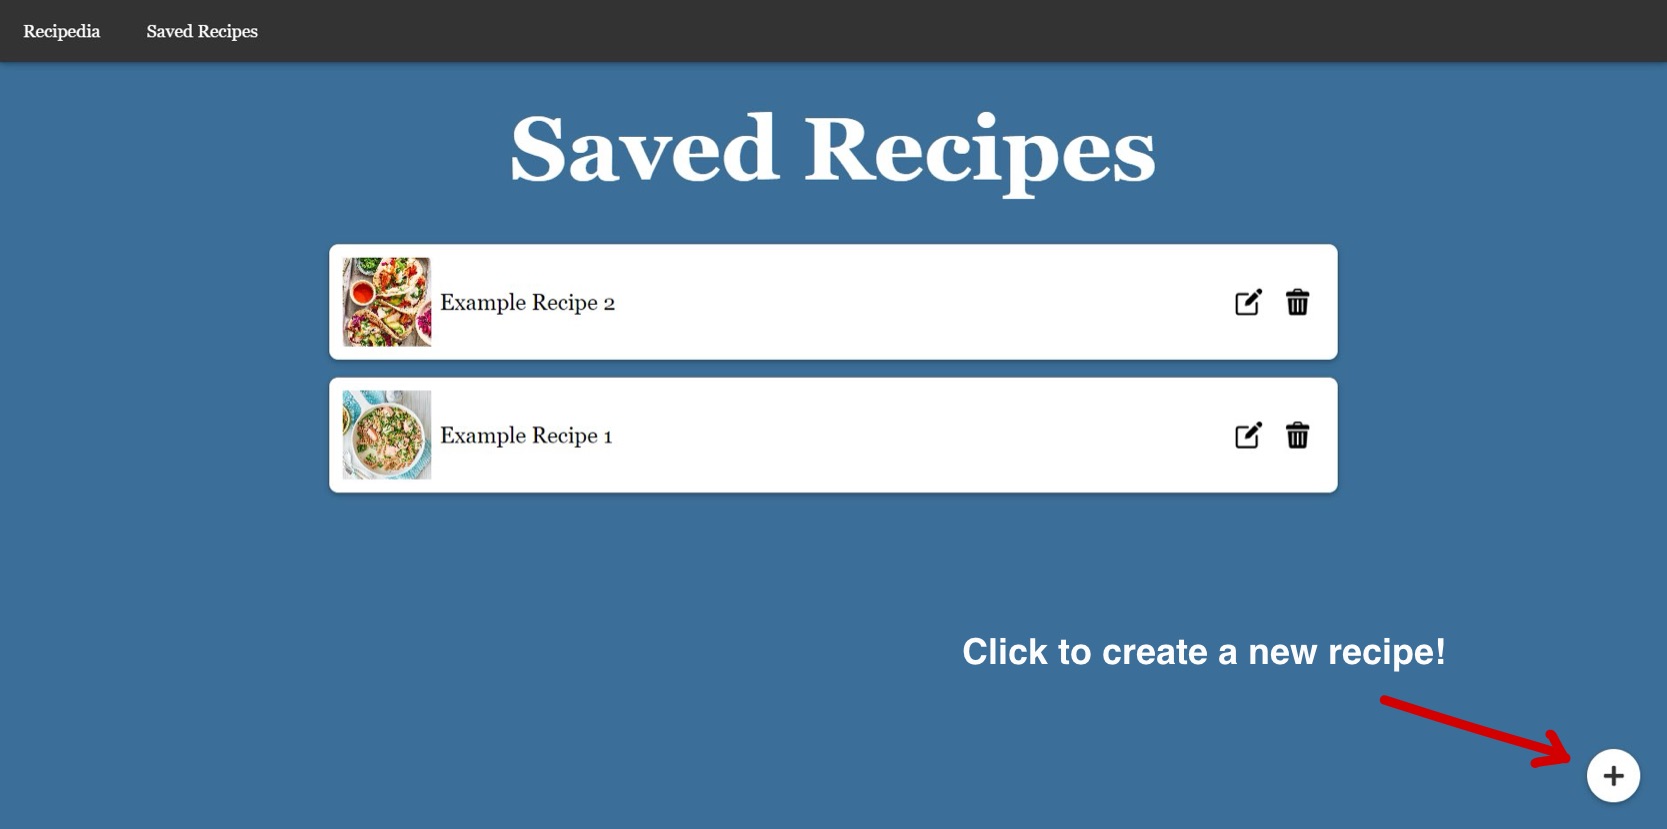 Recipedia
Saved Recipes
Saved Recipes
Example Recipe 2
Example Recipe 1
Click to create a new recipe!